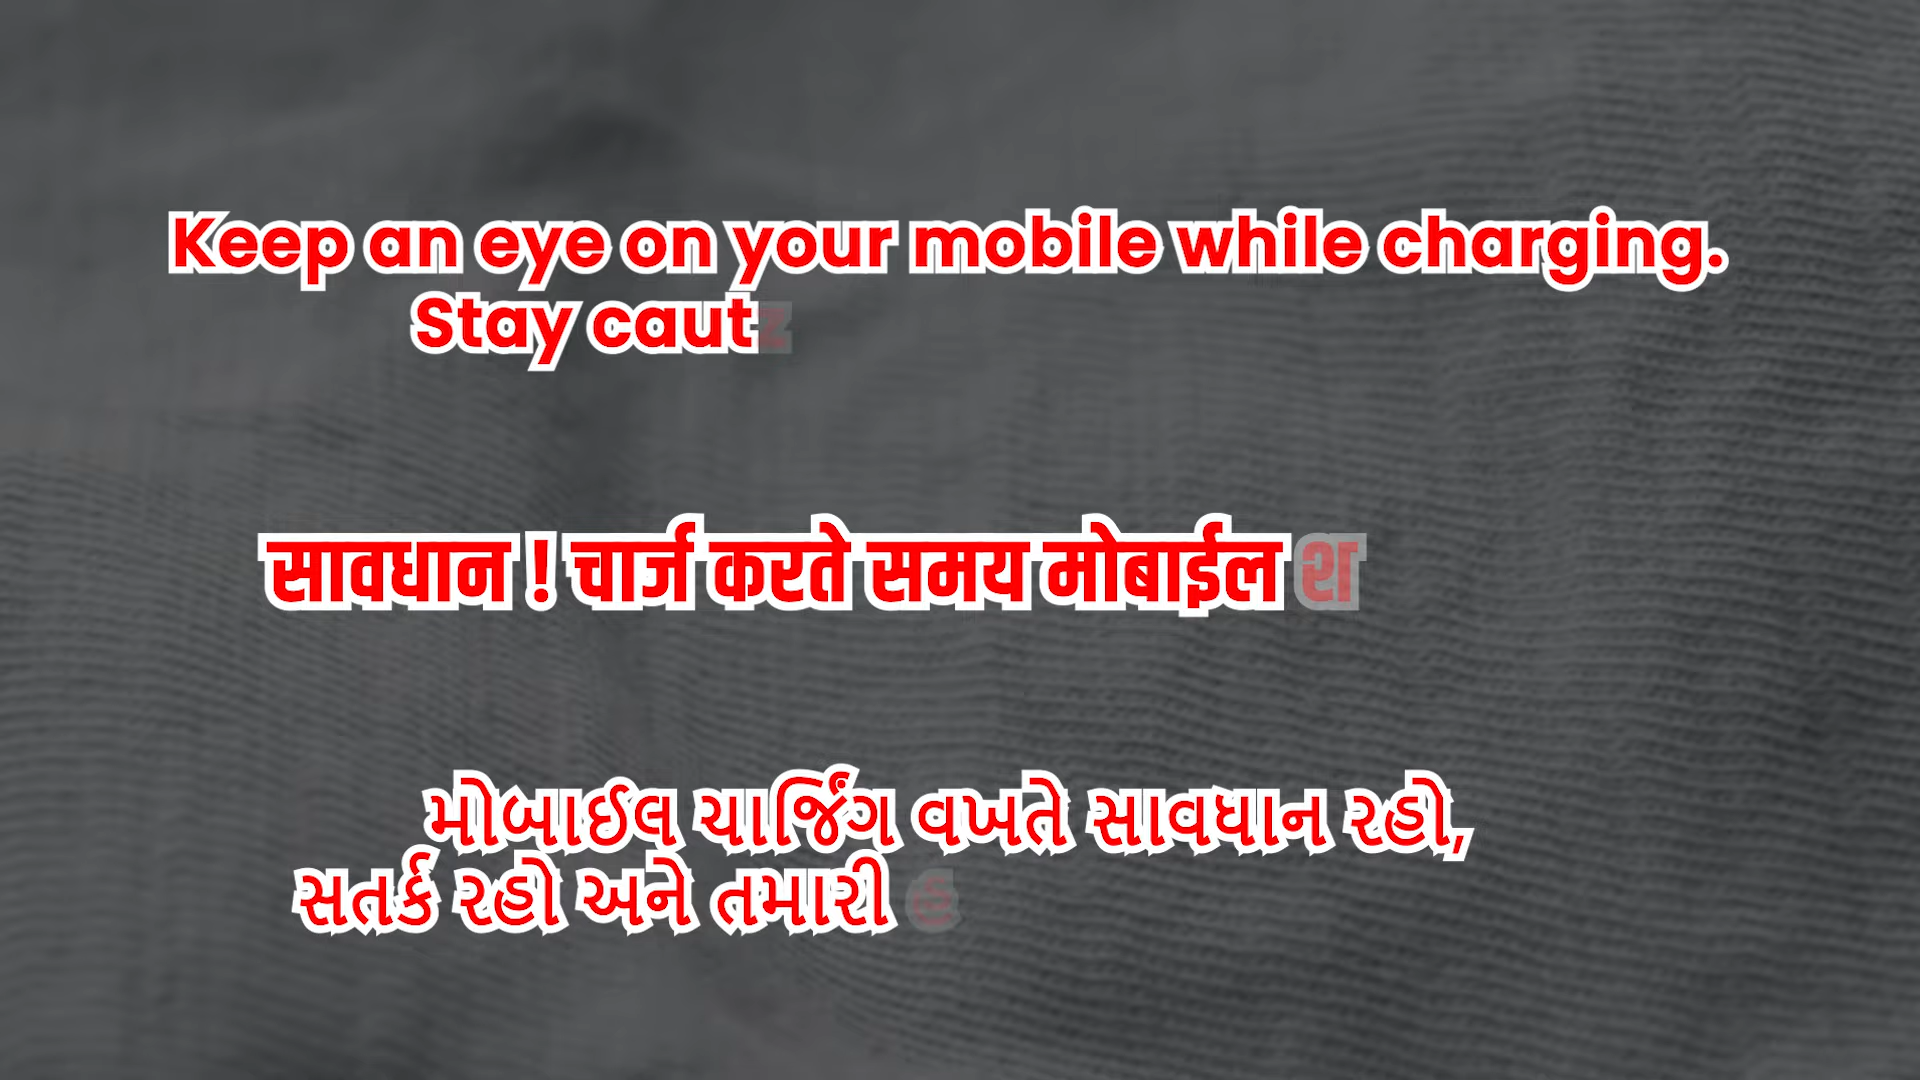 Keep an eye on your mobile while charging.
Stay caut
सावधान ! चार्ज करते समय मोबाईल
મોબાઈલ ચાર્જિંગ વખતે સાવધાન રહો,
સતર્ક રહો અને તમારી